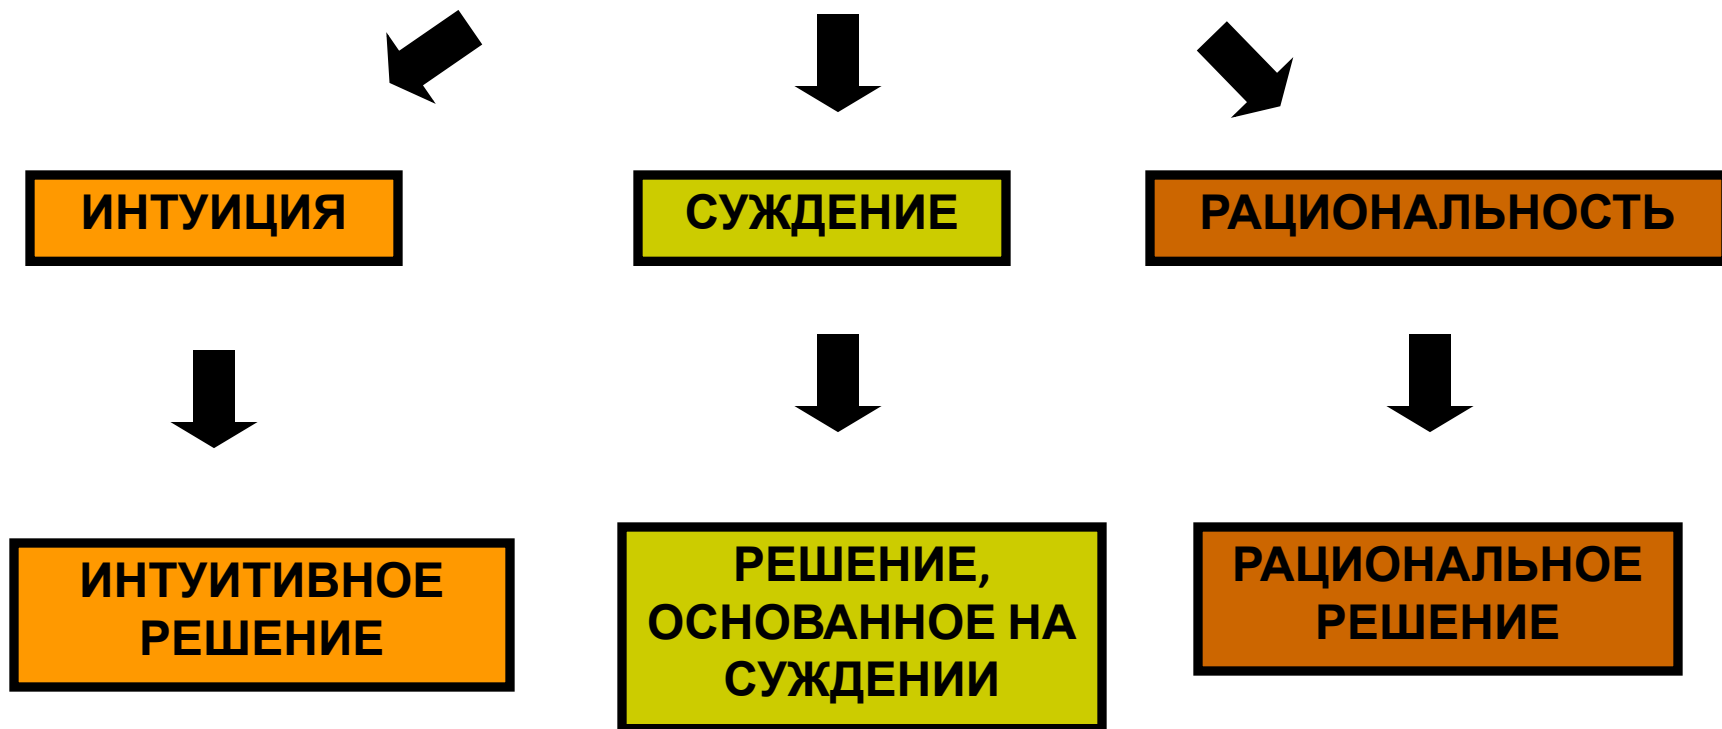 ИНТУИЦИЯ
СУЖДЕНИЕ
РАЦИОНАЛЬНОСТЬ
ИНТУИТИВНОЕ
РЕШЕНИЕ
РЕШЕНИЕ,
ОСНОВАННОЕ НА
СУЖДЕНИИ
РАЦИОНАЛЬНОЕ
РЕШЕНИЕ